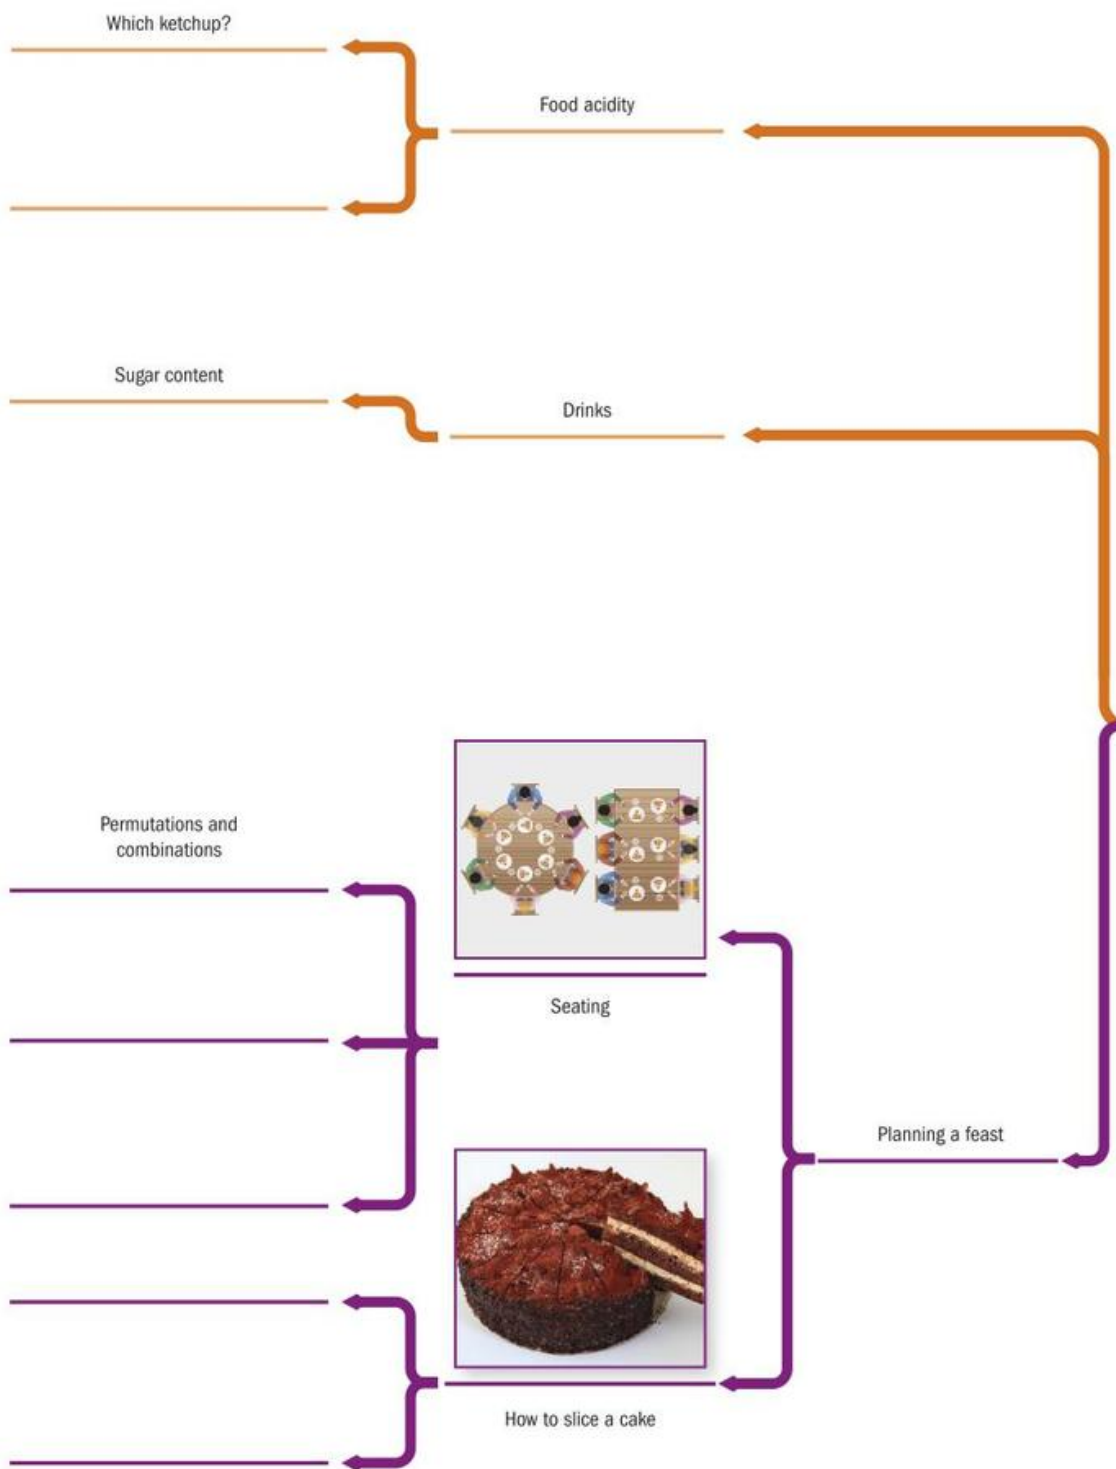 Which ketchup?
Food acidity
Sugar content
Drinks
Permutations and
combinations
Seating
Planning a feast
How to slice a cake